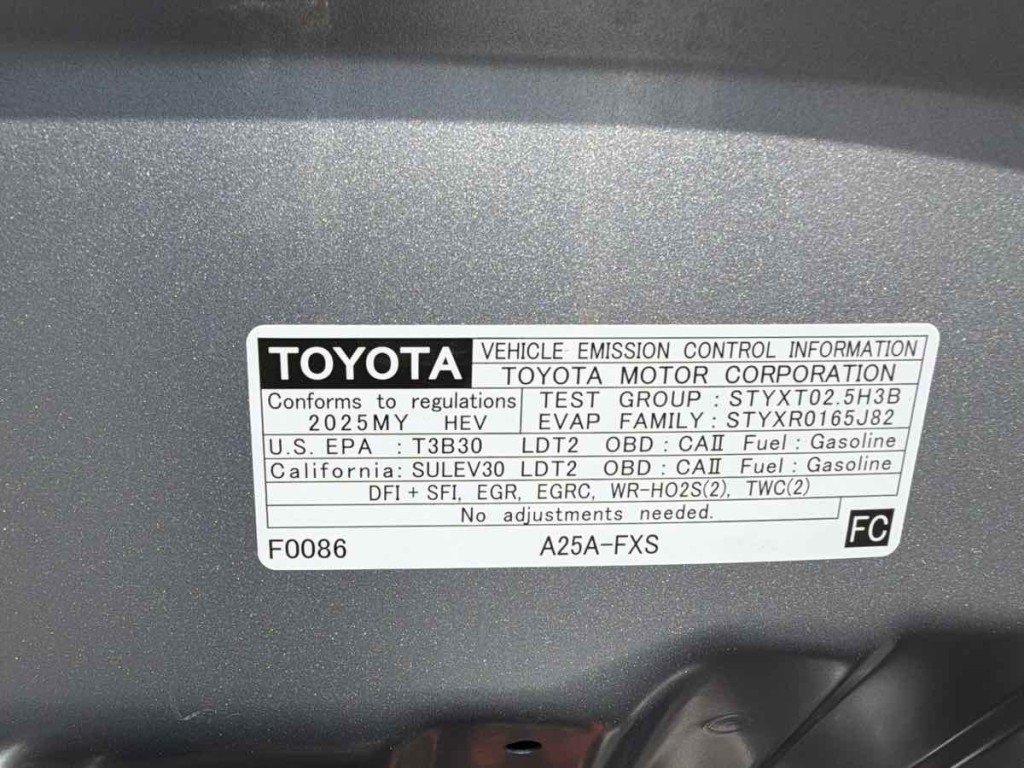 TOYOTA
VEHICLE EMISSION CONTROL INFORMATION
TOYOTA MOTOR CORPORATION
Conforms to regulations
2025MY HEV
TEST GROUP : STYXT02.5H3B
EVAP FAMILY : STYXR0165J82
U.S. EPA : T3B30 LDT2 OBD : CAⅡ Fuel : Gasoline
California: SULEV30 LDT2 OBD : CAⅡ Fuel : Gasoline
DFI + SFI, EGR, EGRC, WR-HO2S(2), TWC(2)
No adjustments needed.
F0086 A25A-FXS FC